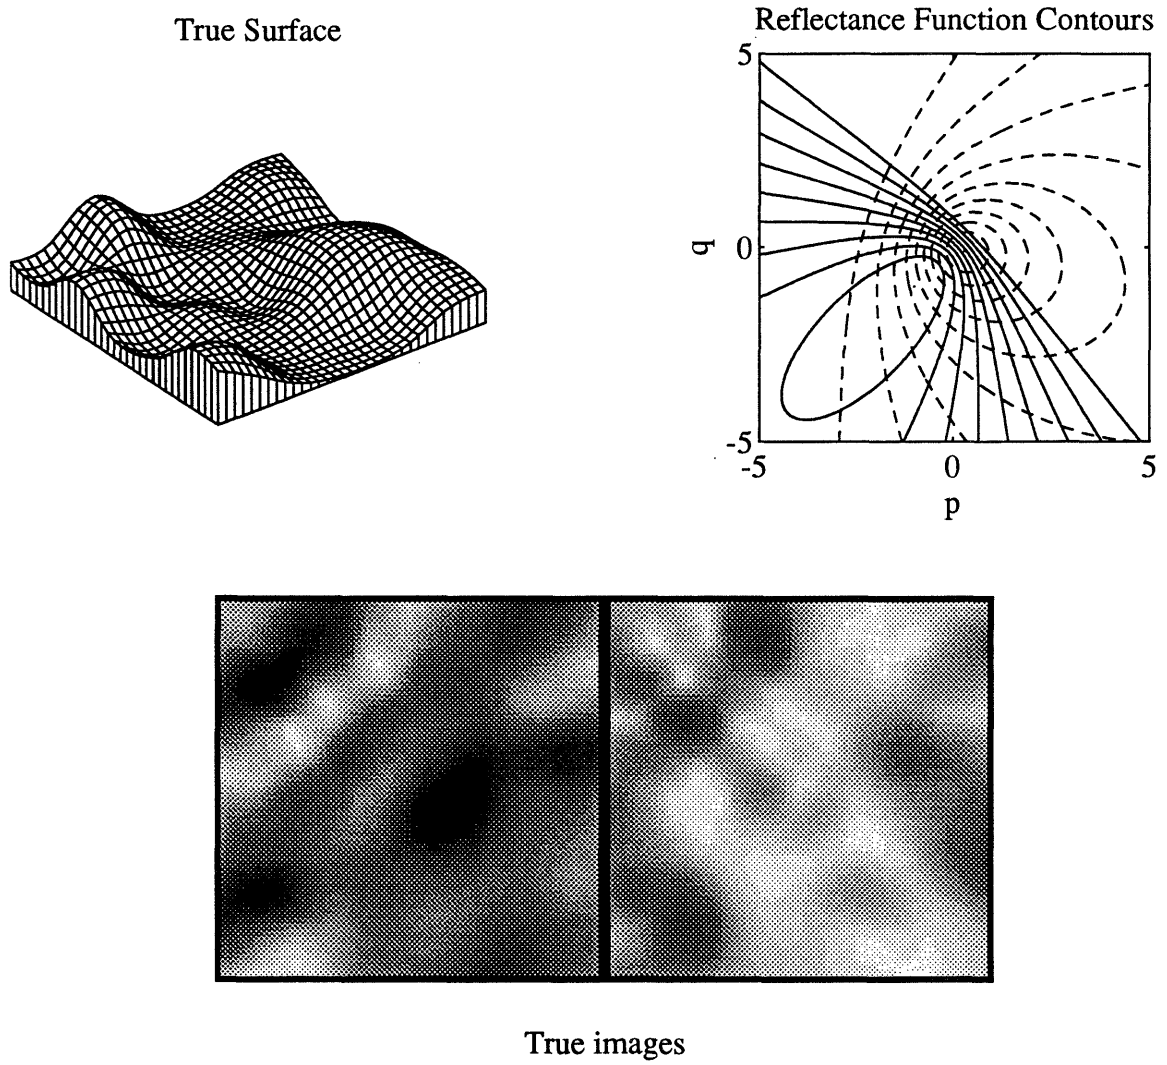 True Surface
Reflectance Function Contours
5
q
0
-5
-5 0 5
p
True images